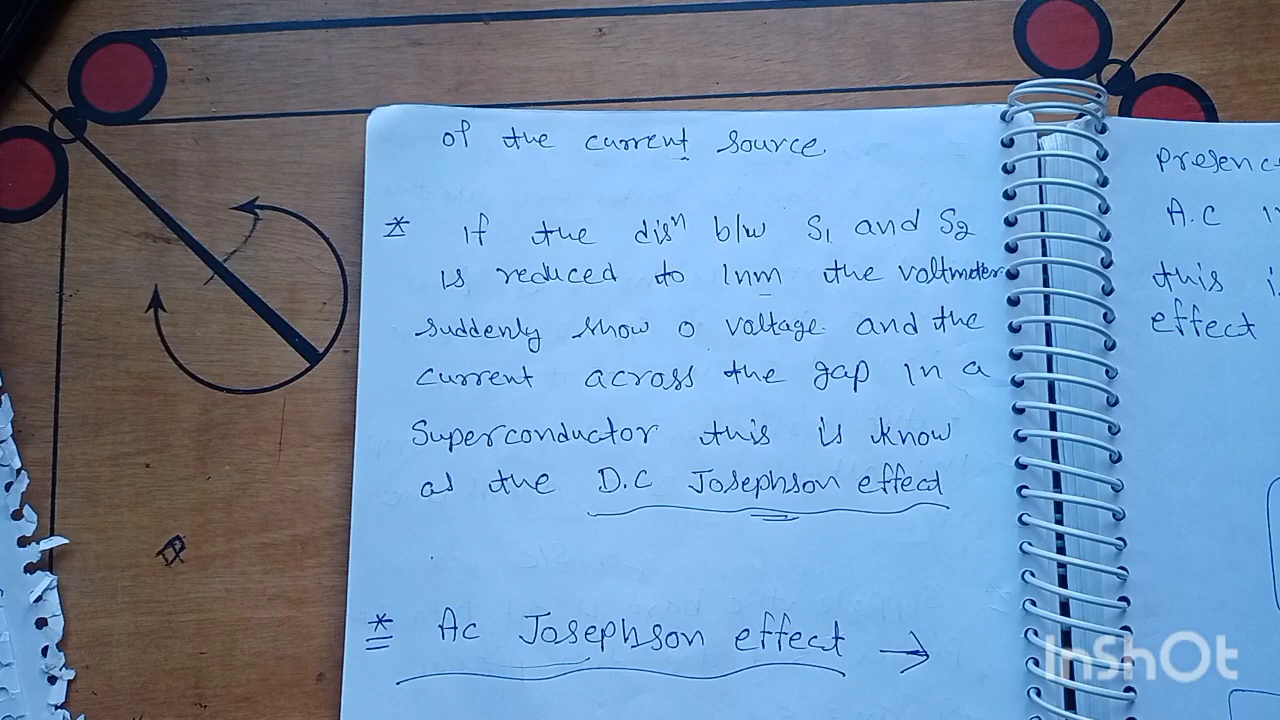 of the current source.
* If the disⁿ b/w S₁ and S₂
is reduced to 1nm the voltmeter
suddenly show 0 voltage. and the
current across the gap in a
Superconductor this is know
as the D.C Josephson effect
* Ac Josephson effect →
A.C
this
effect
InShOt